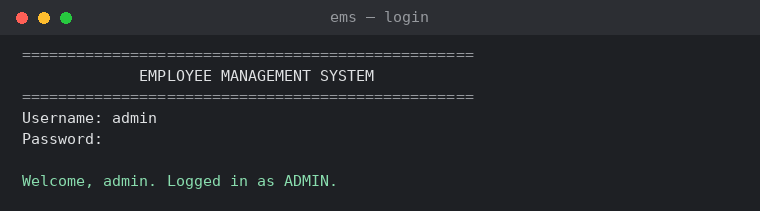 ems — login
==================================================
EMPLOYEE MANAGEMENT SYSTEM
==================================================
Username: admin
Password:
Welcome, admin. Logged in as ADMIN.